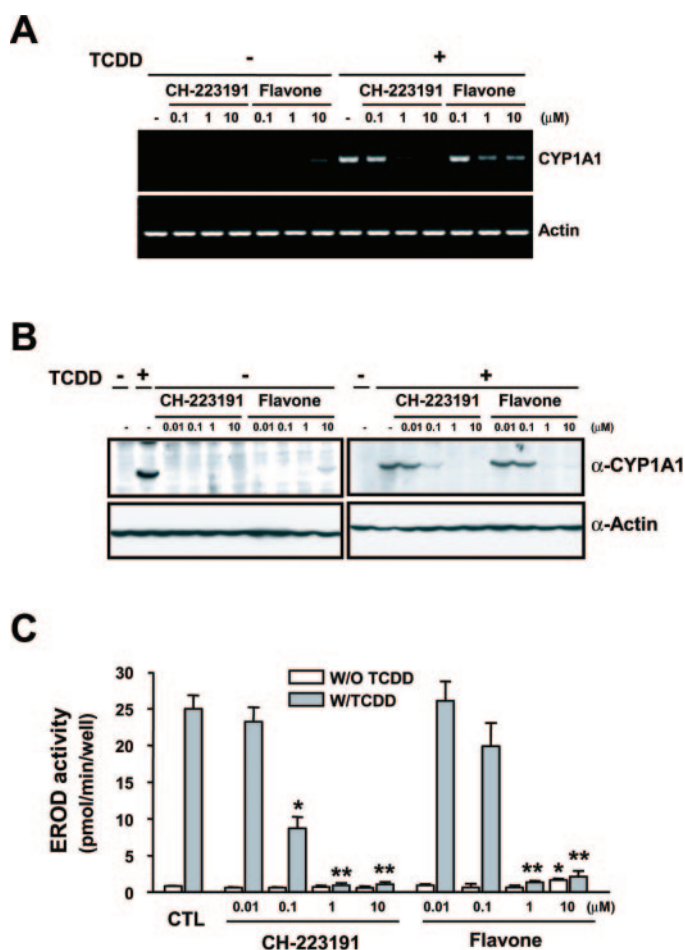 A
TCDD - +
CH-223191 Flavone CH-223191 Flavone
- 0.1 1 10 0.1 1 10 - 0.1 1 10 0.1 1 10 (μM)
CYP1A1
Actin
B
TCDD - + - - +
CH-223191 Flavone CH-223191 Flavone
- - 0.01 0.1 1 10 0.01 0.1 1 10 (μM) - - 0.01 0.1 1 10 0.01 0.1 1 10
α-CYP1A1
α-Actin
C
EROD activity
(pmol/min/well)
30
25
20
15
10
5
0
W/O TCDD
W/TCDD
* ** ** ** * **
CTL 0.01 0.1 1 10 0.01 0.1 1 10 (μM)
CH-223191 Flavone